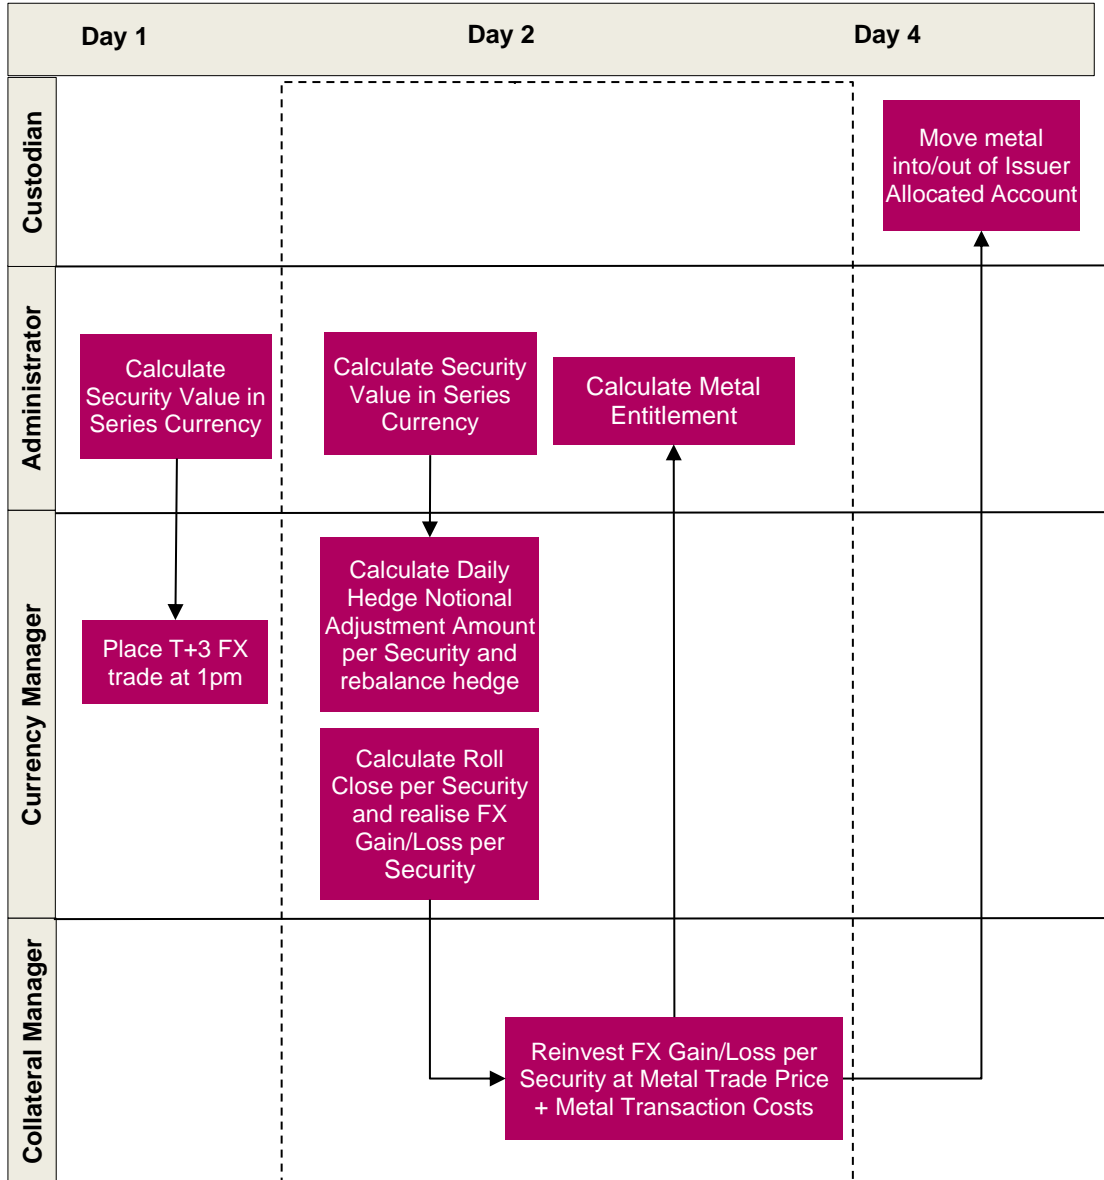 Day 1
Day 2
Day 4
Custodian
Move metal
into/out of Issuer
Allocated Account
Administrator
Calculate
Security Value in
Series Currency
Calculate Security
Value in Series
Currency
Calculate Metal
Entitlement
Currency Manager
Place T+3 FX
trade at 1pm
Calculate Daily
Hedge Notional
Adjustment Amount
per Security and
rebalance hedge
Calculate Roll
Close per Security
and realise FX
Gain/Loss per
Security
Collateral Manager
Reinvest FX Gain/Loss per
Security at Metal Trade Price
+ Metal Transaction Costs